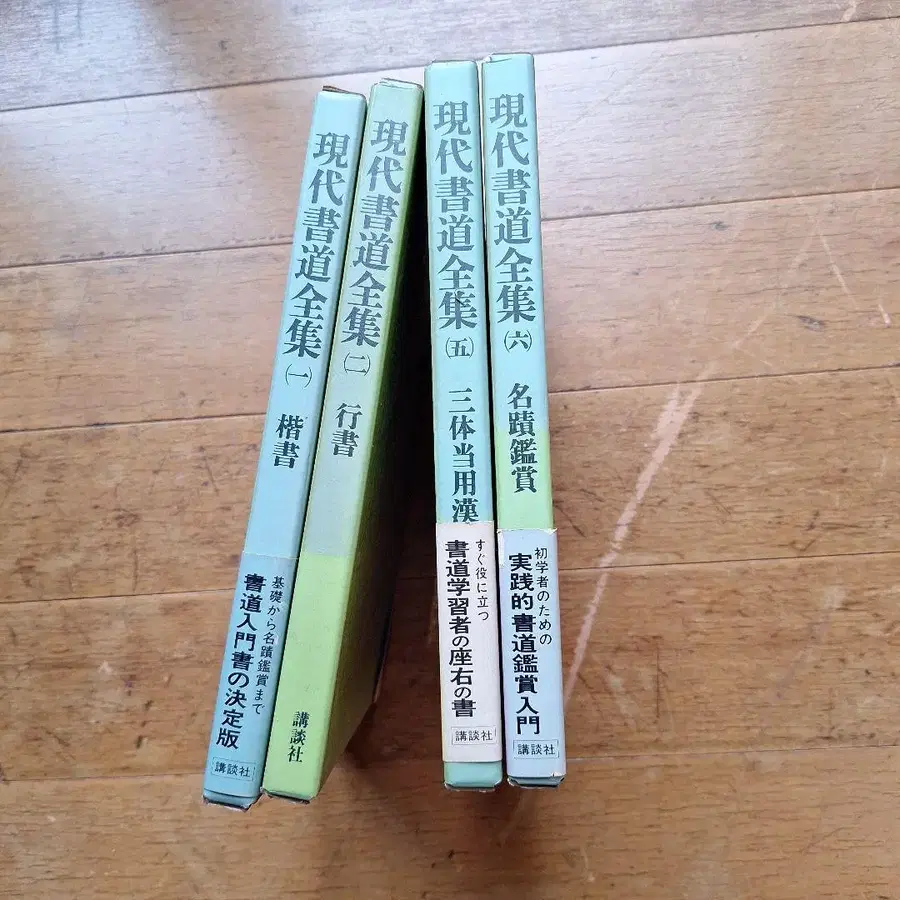 現代書道全集(一)
楷書
基礎から名蹟鑑賞まで
書道入門書の決定版
講談社
現代書道全集(二)
行書
講談社
現代書道全集(五)
三体当用漢
すぐ役に立つ
書道学習者の座右の書
講談社
現代書道全集(六)
名蹟鑑賞
初学者のための
実践的書道鑑賞入門
講談社